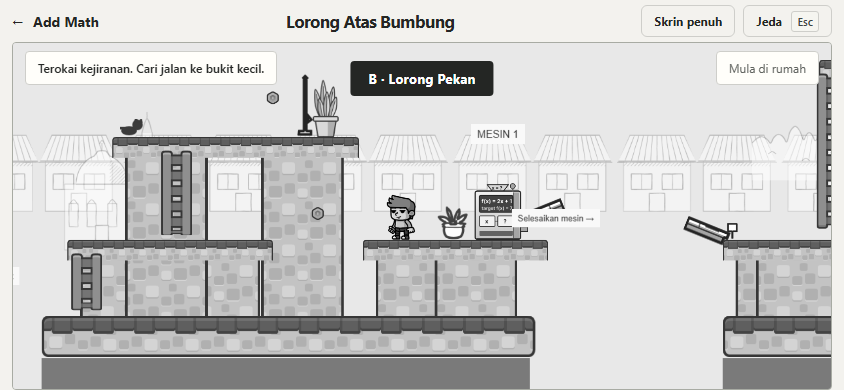 ← Add Math
Lorong Atas Bumbung
Skrin penuh
Jeda Esc
Terokai kejiranan. Cari jalan ke bukit kecil.
B · Lorong Pekan
Mula di rumah
MESIN 1
f(x) = 2x + 1
target f(x) =
x
?
Selesaikan mesin →